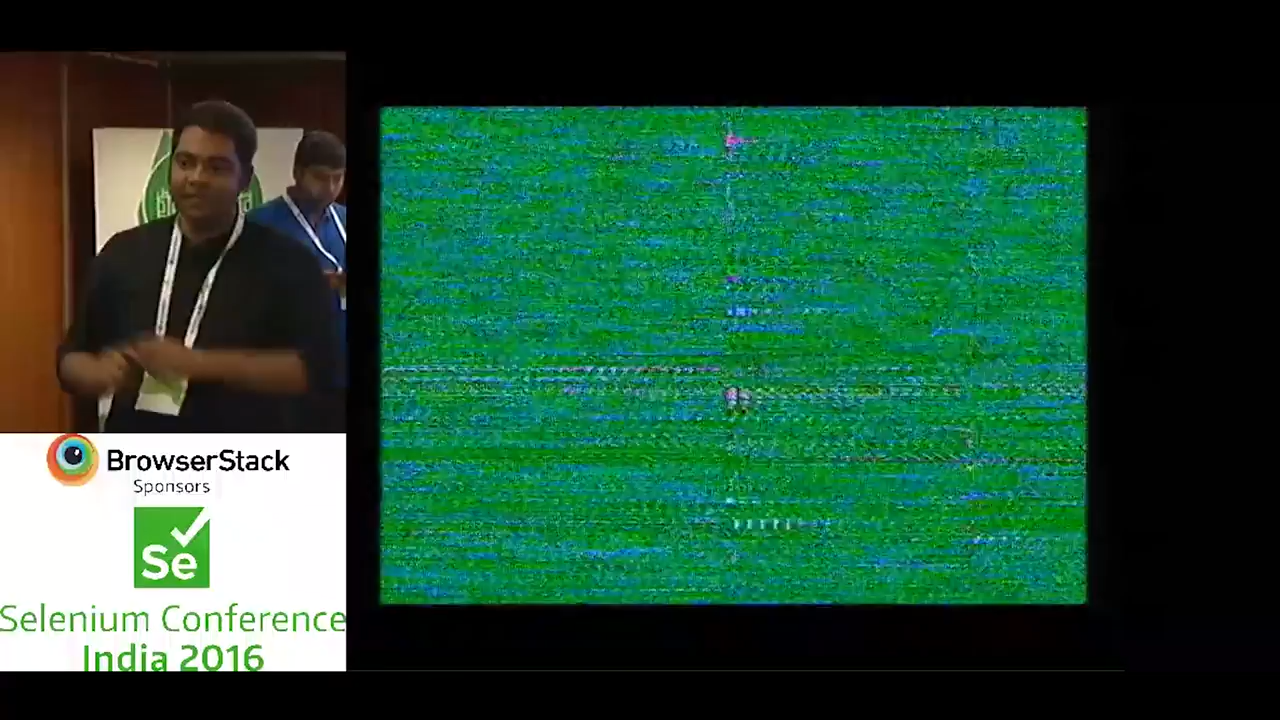 BrowserStack
Sponsors
Se
Selenium Conference
India 2016